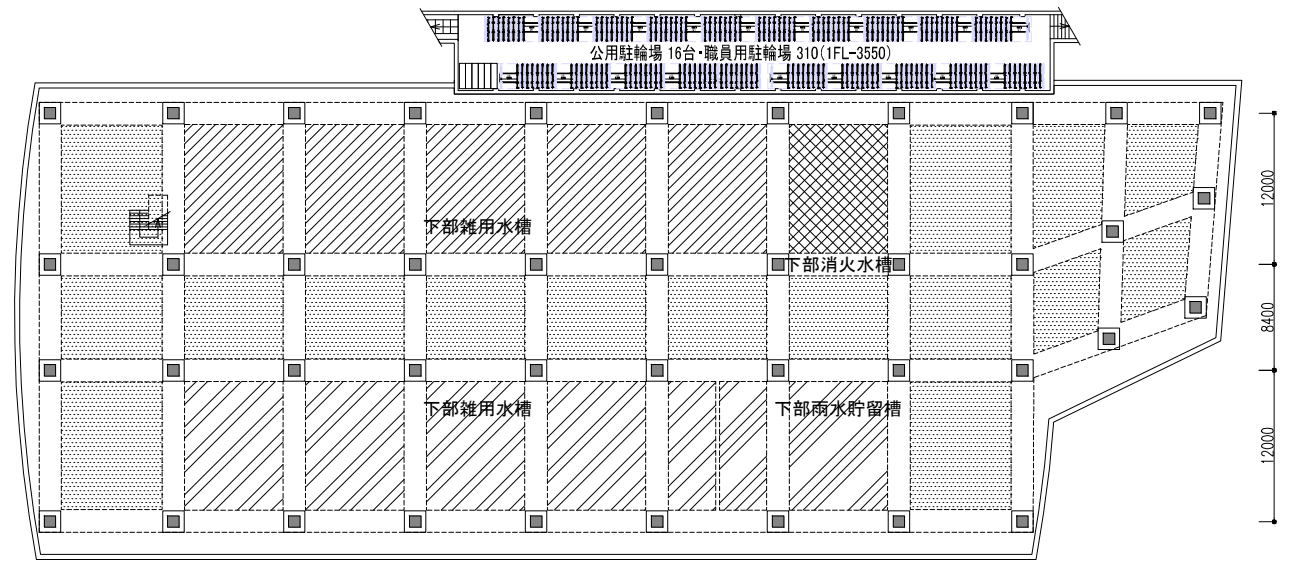 公用駐輪場 16台・職員用駐輪場 310(1FL-3550)
12000
下部雑用水槽
下部消火水槽
8400
下部雑用水槽
下部雨水貯留槽
12000